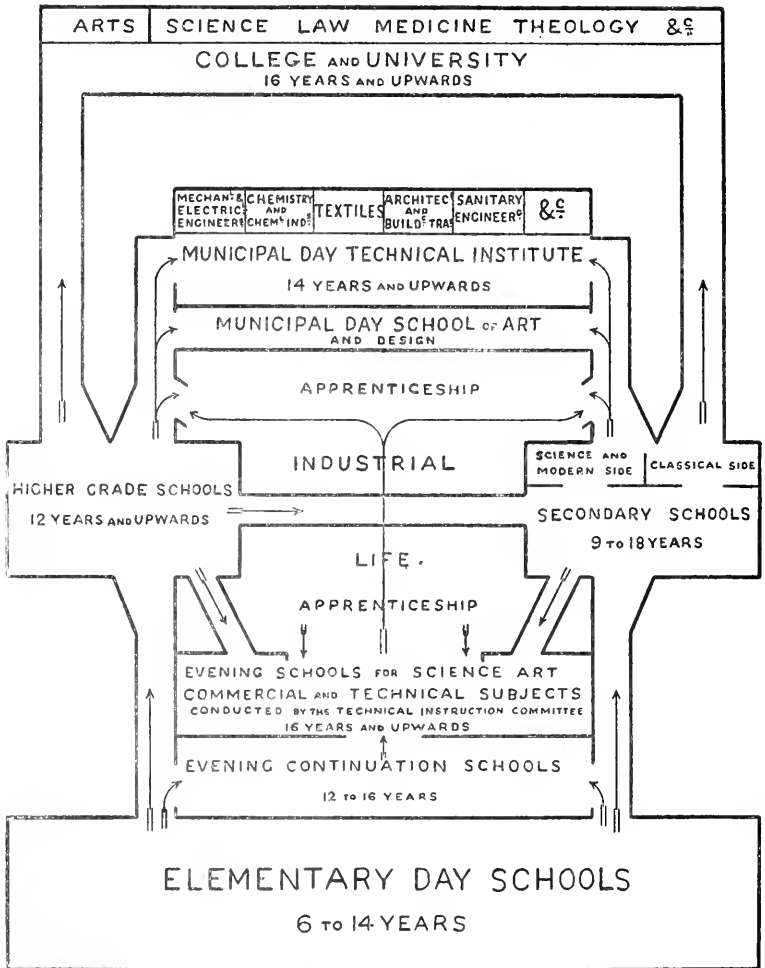 ARTS SCIENCE LAW MEDICINE THEOLOGY &c
COLLEGE AND UNIVERSITY
16 YEARS AND UPWARDS
MECHANL & ELECTRICL ENGINEERG
CHEMISTRY AND CHEML INDS
TEXTILES
ARCHITECRE AND BUILDG TRAS
SANITARY ENGINEERG
&c
MUNICIPAL DAY TECHNICAL INSTITUTE
14 YEARS AND UPWARDS
MUNICIPAL DAY SCHOOL OF ART
AND DESIGN
APPRENTICESHIP
INDUSTRIAL
SCIENCE AND
MODERN SIDE
CLASSICAL SIDE
HIGHER GRADE SCHOOLS
12 YEARS AND UPWARDS
SECONDARY SCHOOLS
9 TO 18 YEARS
LIFE.
APPRENTICESHIP
EVENING SCHOOLS FOR SCIENCE ART
COMMERCIAL AND TECHNICAL SUBJECTS
CONDUCTED BY THE TECHNICAL INSTRUCTION COMMITTEE
16 YEARS AND UPWARDS
EVENING CONTINUATION SCHOOLS
12 TO 16 YEARS
ELEMENTARY DAY SCHOOLS
6 TO 14 YEARS